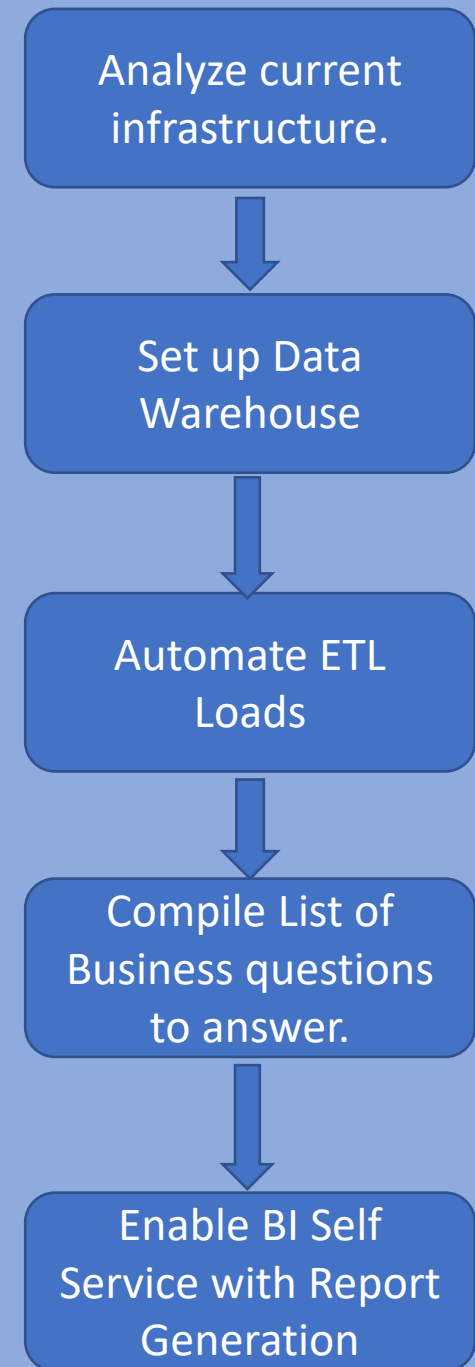 Analyze current
infrastructure.
Set up Data
Warehouse
Automate ETL
Loads
Compile List of
Business questions
to answer.
Enable BI Self
Service with Report
Generation